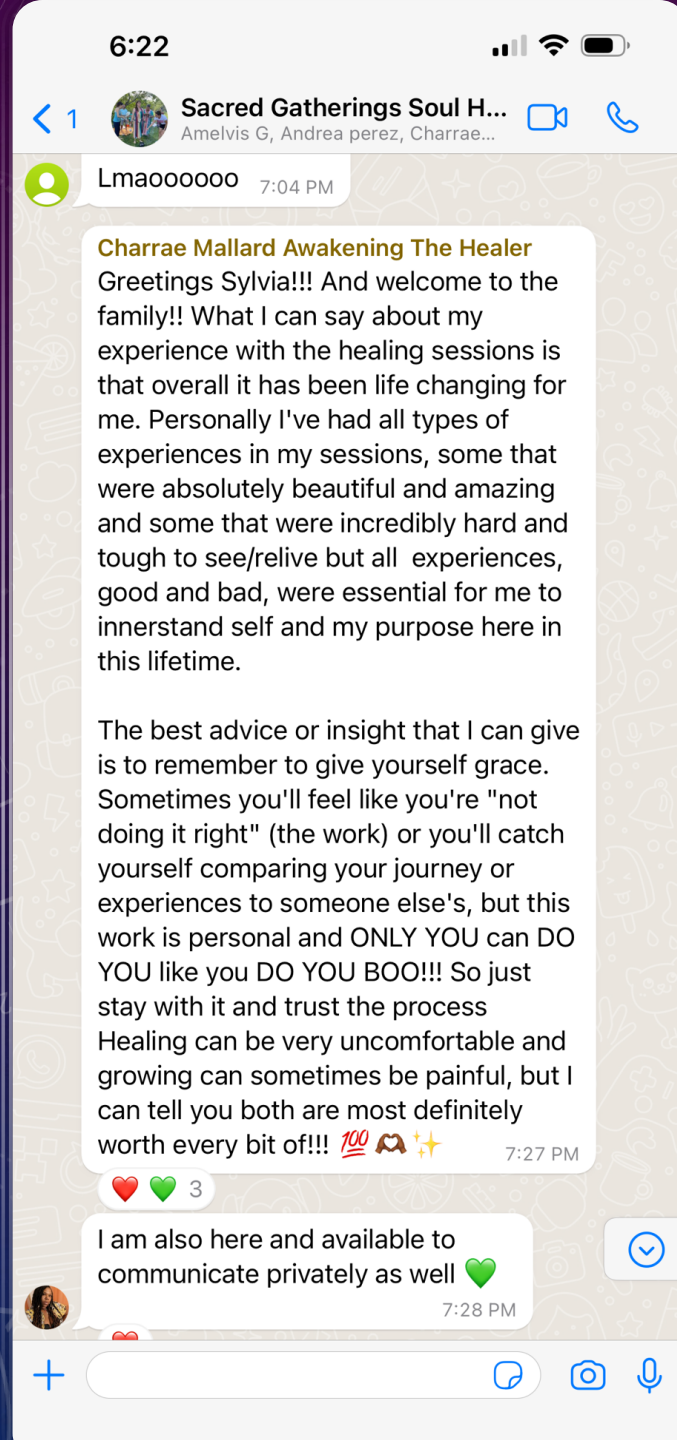 6:22
1
Sacred Gatherings Soul H...
Amelvis G, Andrea perez, Charrae...
Lmaoooooo 7:04 PM
Charrae Mallard Awakening The Healer
Greetings Sylvia!!! And welcome to the
family!! What I can say about my
experience with the healing sessions is
that overall it has been life changing for
me. Personally I've had all types of
experiences in my sessions, some that
were absolutely beautiful and amazing
and some that were incredibly hard and
tough to see/relive but all  experiences,
good and bad, were essential for me to
innerstand self and my purpose here in
this lifetime.
The best advice or insight that I can give
is to remember to give yourself grace.
Sometimes you'll feel like you're "not
doing it right" (the work) or you'll catch
yourself comparing your journey or
experiences to someone else's, but this
work is personal and ONLY YOU can DO
YOU like you DO YOU BOO!!! So just
stay with it and trust the process
Healing can be very uncomfortable and
growing can sometimes be painful, but I
can tell you both are most definitely
worth every bit of!!! 💯🫶🏾✨ 7:27 PM
❤️ 💚 3
I am also here and available to
communicate privately as well 💚
7:28 PM